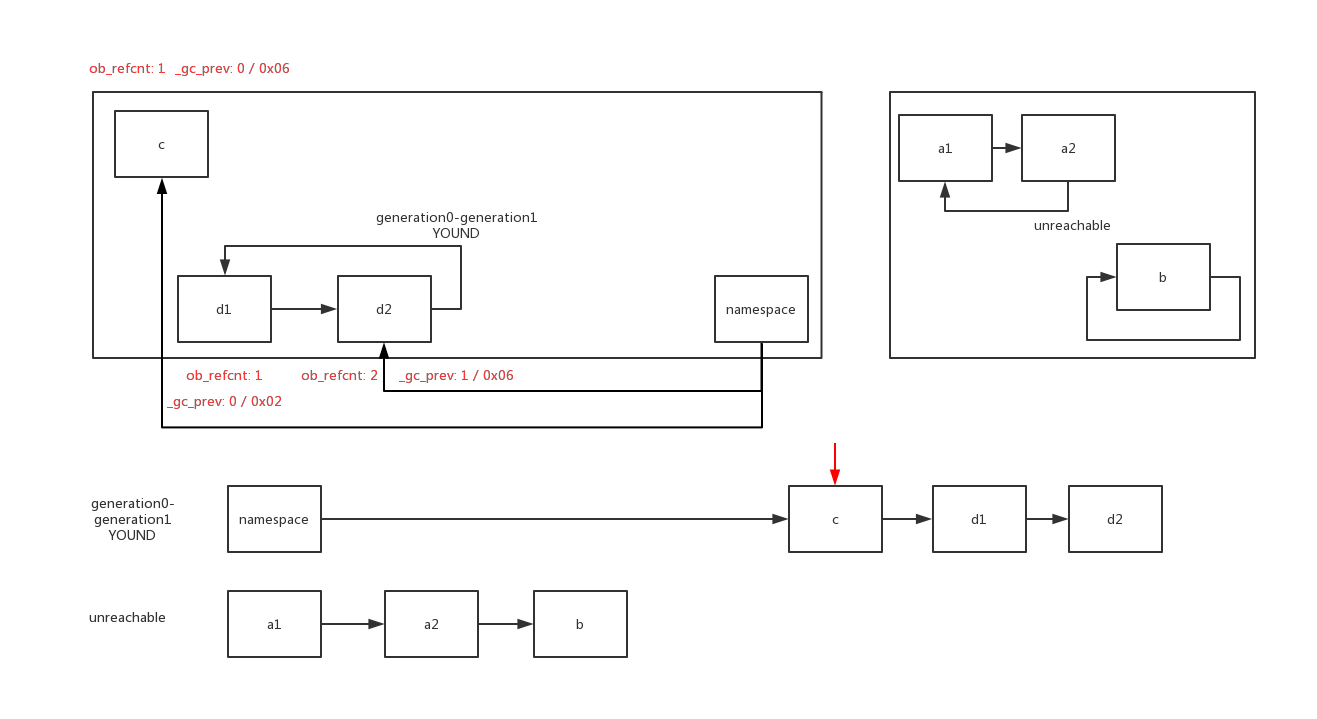 ob_refcnt: 1 _gc_prev: 0 / 0x06
c
a1
a2
generation0-generation1
YOUND
unreachable
b
d1
d2
namespace
ob_refcnt: 1
ob_refcnt: 2
_gc_prev: 1 / 0x06
_gc_prev: 0 / 0x02
generation0-
generation1
YOUND
namespace
c
d1
d2
unreachable
a1
a2
b